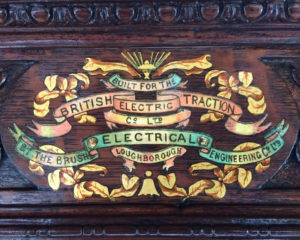 BUILT FOR THE
BRITISH ELECTRIC TRACTION
Co LTD
BY THE BRUSH ELECTRICAL ENGINEERING Co LD
LOUGHBOROUGH